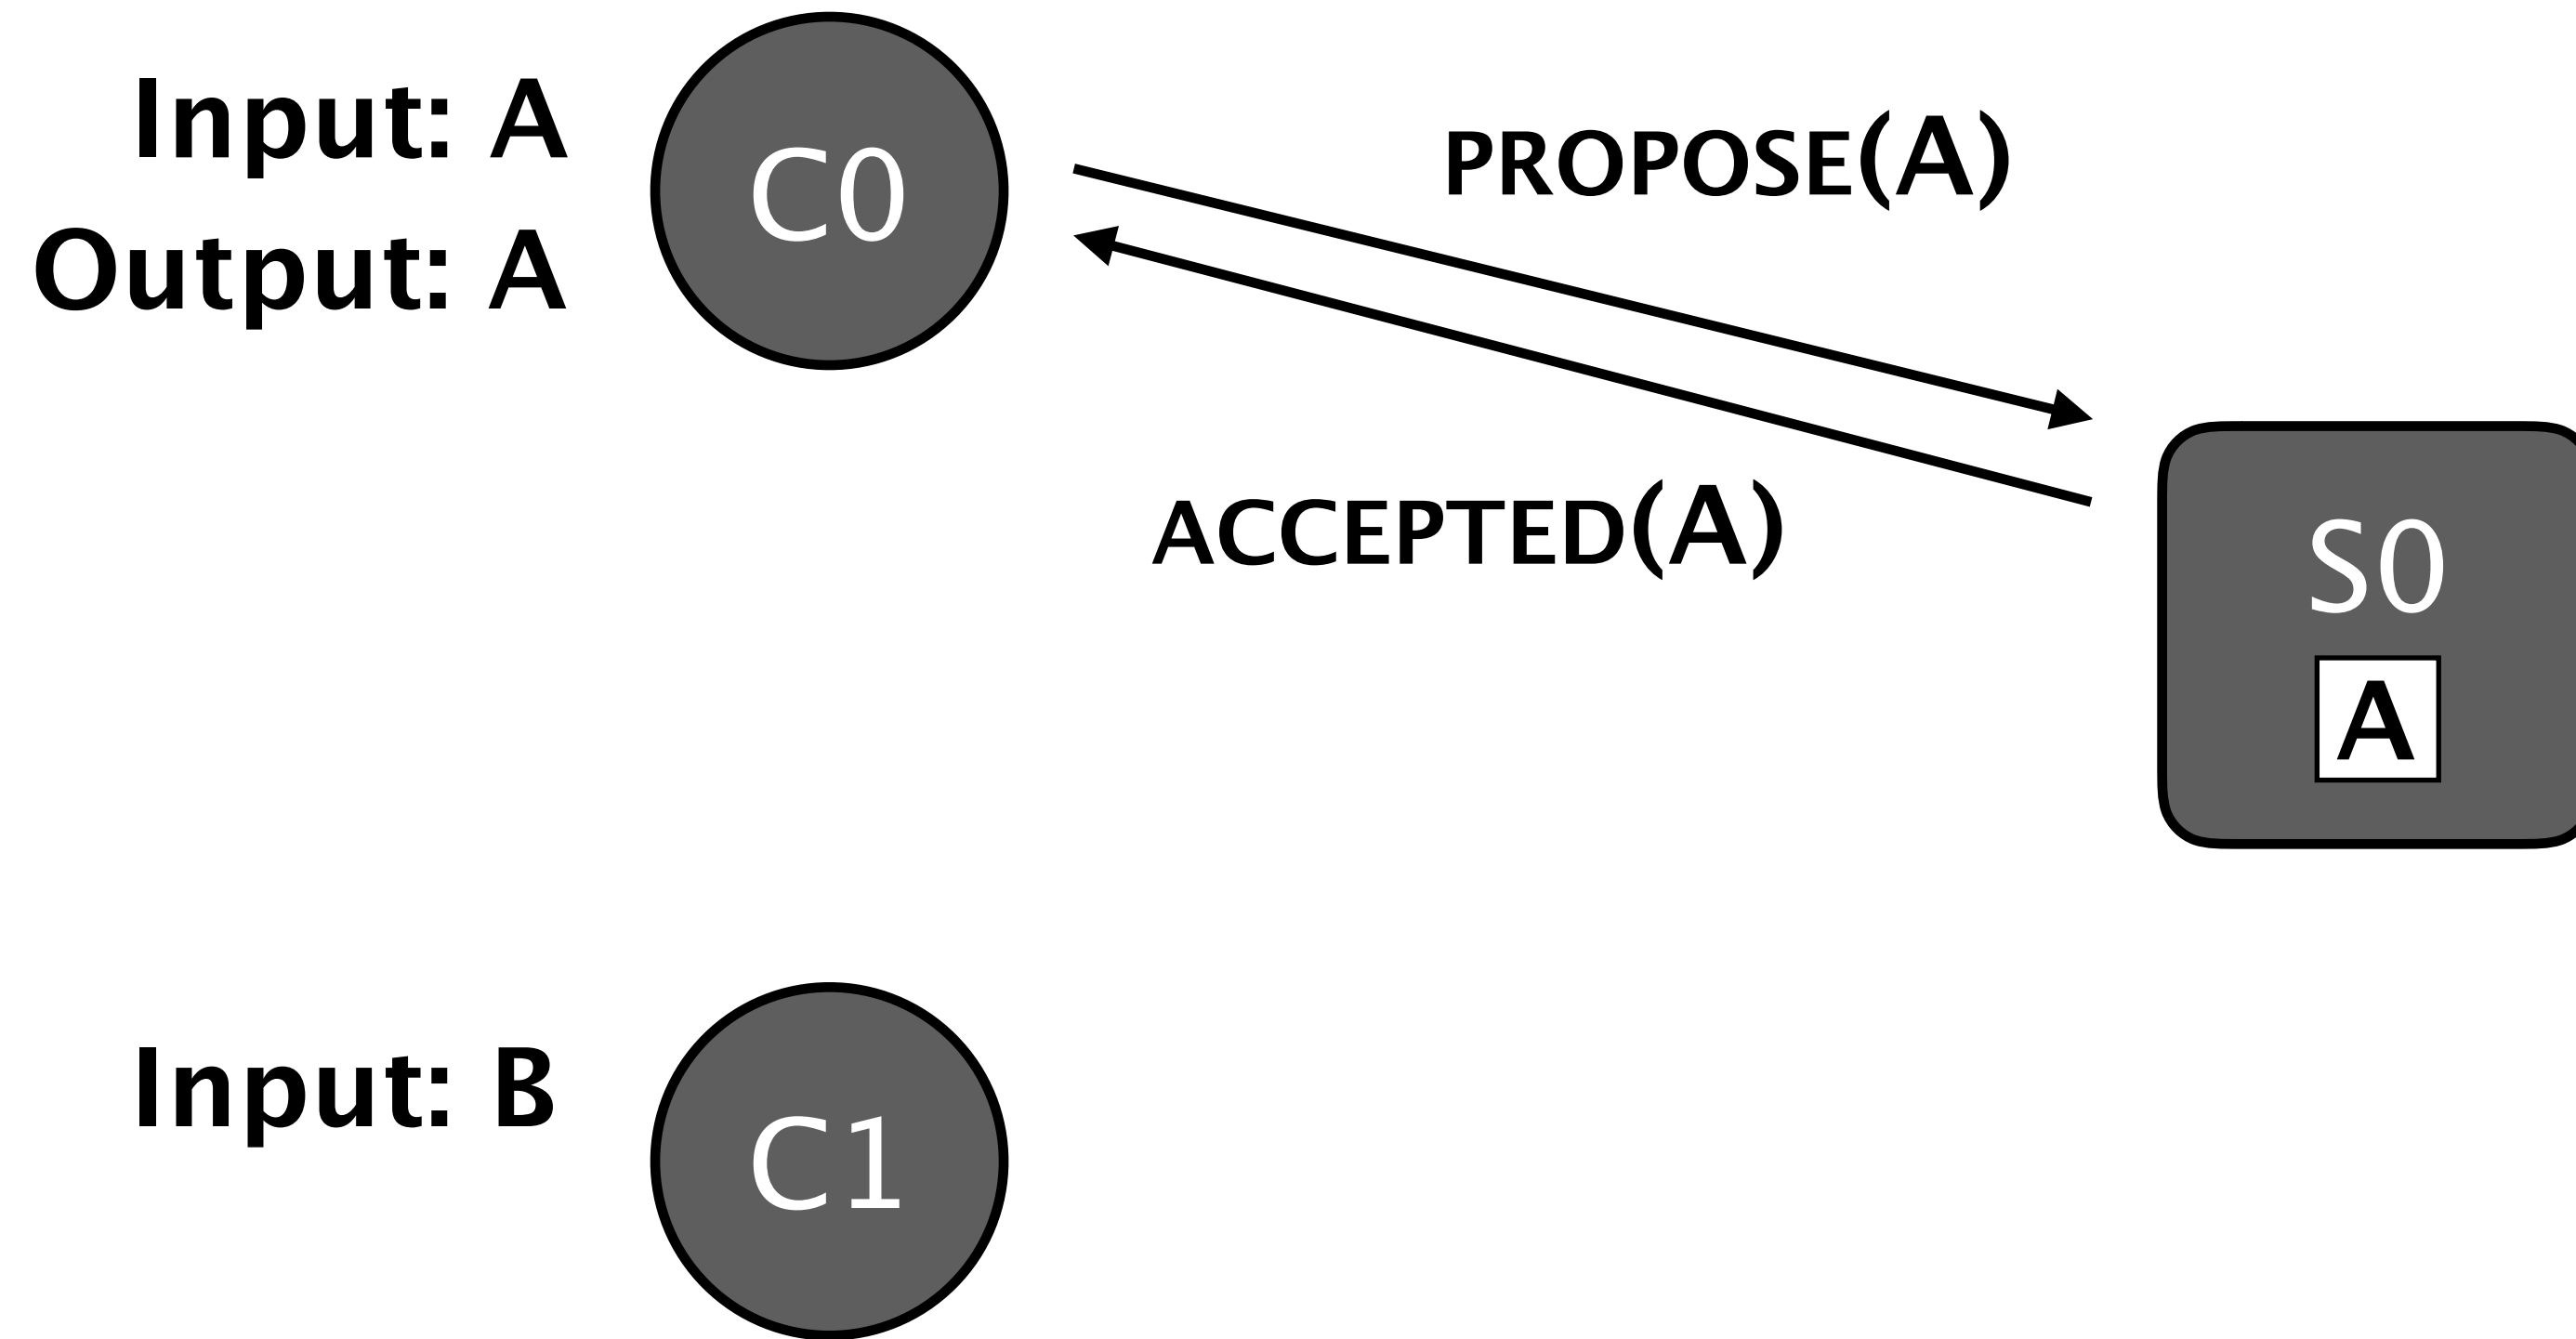 Input: A
Output: A
C0
PROPOSE(A)
ACCEPTED(A)
S0
A
Input: B
C1